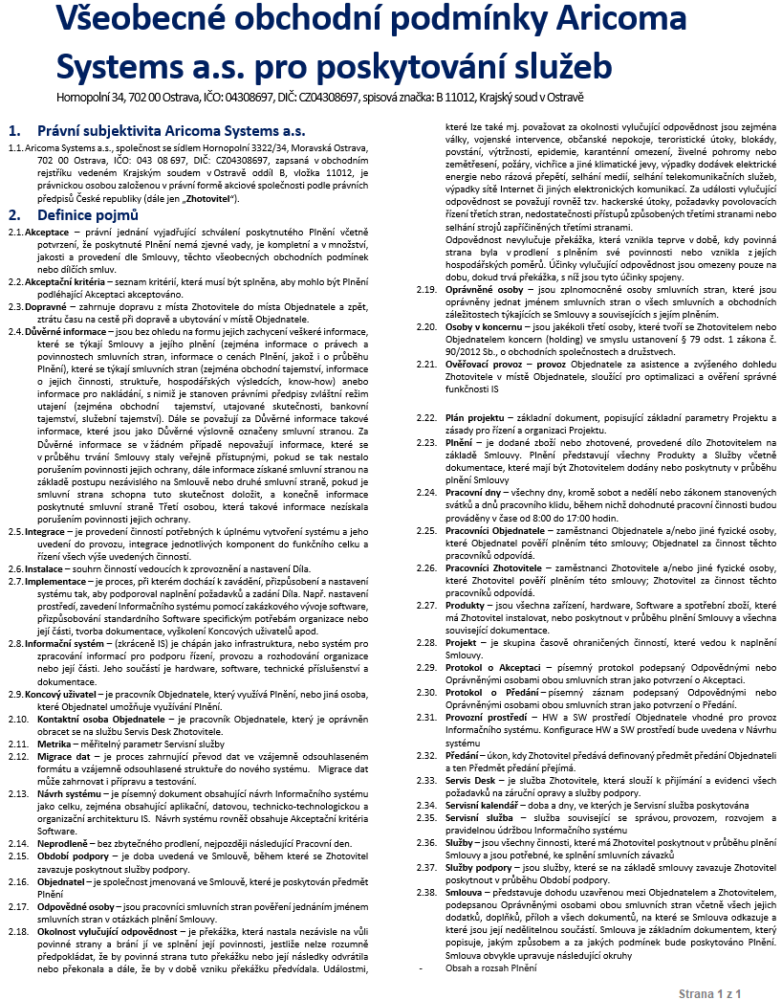 Všeobecné obchodní podmínky Aricoma
Systems a.s. pro poskytování služeb
Hornopolní 34, 702 00 Ostrava, IČO: 04308697, DIČ: CZ04308697, spisová značka: B 11012, Krajský soud v Ostravě
1. Právní subjektivita Aricoma Systems a.s.
1.1. Aricoma Systems a.s., společnost se sídlem Hornopolní 3322/34, Moravská Ostrava,
702 00 Ostrava, IČO: 043 08 697, DIČ: CZ04308697, zapsaná v obchodním
rejstříku vedeném Krajským soudem v Ostravě oddíl B, vložka 11012, je
právnickou osobou založenou v právní formě akciové společnosti podle právních
předpisů České republiky (dále jen „Zhotovitel“).
2. Definice pojmů
2.1. Akceptace – právní jednání vyjadřující schválení poskytnutého Plnění včetně
potvrzení, že poskytnuté Plnění nemá zjevné vady, je kompletní a v množství,
jakosti a provedení dle Smlouvy, těchto všeobecných obchodních podmínek
nebo dílčích smluv.
2.2. Akceptační kritéria – seznam kritérií, která musí být splněna, aby mohlo být Plnění
podléhající Akceptaci akceptováno.
2.3. Dopravné – zahrnuje dopravu z místa Zhotovitele do místa Objednatele a zpět,
ztrátu času na cestě při dopravě a ubytování v místě Objednatele.
2.4. Důvěrné informace – jsou bez ohledu na formu jejich zachycení veškeré informace,
které se týkají Smlouvy a jejího plnění (zejména informace o právech a
povinnostech smluvních stran, informace o cenách Plnění, jakož i o průběhu
Plnění), které se týkají smluvních stran (zejména obchodní tajemství, informace
o jejich činnosti, struktuře, hospodářských výsledcích, know-how) anebo
informace pro nakládání, s nimiž je stanoven právními předpisy zvláštní režim
utajení (zejména obchodní tajemství, utajované skutečnosti, bankovní
tajemství, služební tajemství). Dále se považují za Důvěrné informace takové
informace, které jsou jako Důvěrné výslovně označeny smluvní stranou. Za
Důvěrné informace se v žádném případě nepovažují informace, které se
v průběhu trvání Smlouvy staly veřejně přístupnými, pokud se tak nestalo
porušením povinnosti jejich ochrany, dále informace získané smluvní stranou na
základě postupu nezávislého na Smlouvě nebo druhé smluvní straně, pokud je
smluvní strana schopna tuto skutečnost doložit, a konečně informace
poskytnuté smluvní straně Třetí osobou, která takové informace nezískala
porušením povinnosti jejich ochrany.
2.5. Integrace – je provedení činností potřebných k úplnému vytvoření systému a jeho
uvedení do provozu, integrace jednotlivých komponent do funkčního celku a
řízení všech výše uvedených činností.
2.6. Instalace – souhrn činností vedoucích k zprovoznění a nastavení Díla.
2.7. Implementace – je proces, při kterém dochází k zavádění, přizpůsobení a nastavení
systému tak, aby podporoval naplnění požadavků a zadání Díla. Např. nastavení
prostředí, zavedení Informačního systému pomocí zakázkového vývoje software,
přizpůsobování standardního Software specifickým potřebám organizace nebo
její části, tvorba dokumentace, vyškolení Koncových uživatelů apod.
2.8. Informační systém – (zkráceně IS) je chápán jako infrastruktura, nebo systém pro
zpracování informací pro podporu řízení, provozu a rozhodování organizace
nebo její části. Jeho součástí je hardware, software, technické příslušenství a
dokumentace.
2.9. Koncový uživatel – je pracovník Objednatele, který využívá Plnění, nebo jiná osoba,
které Objednatel umožňuje využívání Plnění.
2.10. Kontaktní osoba Objednatele – je pracovník Objednatele, který je oprávněn
obracet se na službu Servis Desk Zhotovitele.
2.11. Metrika – měřitelný parametr Servisní služby
2.12. Migrace dat – je proces zahrnující převod dat ve vzájemně odsouhlaseném
formátu a vzájemně odsouhlasené struktuře do nového systému. Migrace dat
může zahrnovat i přípravu a testování.
2.13. Návrh systému – je písemný dokument obsahující návrh Informačního systému
jako celku, zejména obsahující aplikační, datovou, technicko-technologickou a
organizační architekturu IS. Návrh systému rovněž obsahuje Akceptační kritéria
Software.
2.14. Neprodleně – bez zbytečného prodlení, nejpozději následující Pracovní den.
2.15. Období podpory – je doba uvedená ve Smlouvě, během které se Zhotovitel
zavazuje poskytnout služby podpory.
2.16. Objednatel – je společnost jmenovaná ve Smlouvě, které je poskytován předmět
Plnění
2.17. Odpovědné osoby – jsou pracovníci smluvních stran pověření jednáním jménem
smluvních stran v otázkách plnění Smlouvy.
2.18. Okolnost vylučující odpovědnost – je překážka, která nastala nezávisle na vůli
povinné strany a brání jí ve splnění její povinnosti, jestliže nelze rozumně
předpokládat, že by povinná strana tuto překážku nebo její následky odvrátila
nebo překonala a dále, že by v době vzniku překážku předvídala. Událostmi,
které lze také mj. považovat za okolnosti vylučující odpovědnost jsou zejména
války, vojenské intervence, občanské nepokoje, teroristické útoky, blokády,
povstání, výtržnosti, epidemie, karanténní omezení, živelné pohromy nebo
zemětřesení, požáry, vichřice a jiné klimatické jevy, výpadky dodávek elektrické
energie nebo rázová přepětí, selhání medií, selhání telekomunikačních služeb,
výpadky sítě Internet či jiných elektronických komunikací. Za události vylučující
odpovědnost se považují rovněž tzv. hackerské útoky, požadavky povolovacích
řízení třetích stran, nedostatečnosti přístupů způsobených třetími stranami nebo
selhání strojů zapříčiněných třetími stranami.
Odpovědnost nevylučuje překážka, která vznikla teprve v době, kdy povinná
strana byla v prodlení s plněním své povinnosti nebo vznikla z jejích
hospodářských poměrů. Účinky vylučující odpovědnost jsou omezeny pouze na
dobu, dokud trvá překážka, s níž jsou tyto účinky spojeny.
2.19. Oprávněné osoby – jsou zplnomocněné osoby smluvních stran, které jsou
oprávněny jednat jménem smluvních stran o všech smluvních a obchodních
záležitostech týkajících se Smlouvy a souvisejících s jejím plněním.
2.20. Osoby v koncernu – jsou jakékoli třetí osoby, které tvoří se Zhotovitelem nebo
Objednatelem koncern (holding) ve smyslu ustanovení § 79 odst. 1 zákona č.
90/2012 Sb., o obchodních společnostech a družstvech.
2.21. Ověřovací provoz – provoz Objednatele za asistence a zvýšeného dohledu
Zhotovitele v místě Objednatele, sloužící pro optimalizaci a ověření správné
funkčnosti IS
2.22. Plán projektu – základní dokument, popisující základní parametry Projektu a
zásady pro řízení a organizaci Projektu.
2.23. Plnění – je dodané zboží nebo zhotovené, provedené dílo Zhotovitelem na
základě Smlouvy. Plnění představují všechny Produkty a Služby včetně
dokumentace, které mají být Zhotovitelem dodány nebo poskytnuty v průběhu
plnění Smlouvy
2.24. Pracovní dny – všechny dny, kromě sobot a nedělí nebo zákonem stanovených
svátků a dnů pracovního klidu, během nichž dohodnuté pracovní činnosti budou
prováděny v čase od 8:00 do 17:00 hodin.
2.25. Pracovníci Objednatele – zaměstnanci Objednatele a/nebo jiné fyzické osoby,
které Objednatel pověří plněním této smlouvy; Objednatel za činnost těchto
pracovníků odpovídá.
2.26. Pracovníci Zhotovitele – zaměstnanci Zhotovitele a/nebo jiné fyzické osoby,
které Zhotovitel pověří plněním této smlouvy; Zhotovitel za činnost těchto
pracovníků odpovídá.
2.27. Produkty – jsou všechna zařízení, hardware, Software a spotřební zboží, které
má Zhotovitel instalovat, nebo poskytnout v průběhu plnění Smlouvy a všechna
související dokumentace.
2.28. Projekt – je skupina časově ohraničených činností, které vedou k naplnění
Smlouvy.
2.29. Protokol o Akceptaci – písemný protokol podepsaný Odpovědnými nebo
Oprávněnými osobami obou smluvních stran jako potvrzení o Akceptaci.
2.30. Protokol o Předání – písemný záznam podepsaný Odpovědnými nebo
Oprávněnými osobami obou smluvních stran jako potvrzení o Předání.
2.31. Provozní prostředí – HW a SW prostředí Objednatele vhodné pro provoz
Informačního systému. Konfigurace HW a SW prostředí bude uvedena v Návrhu
systému
2.32. Předání – úkon, kdy Zhotovitel předává definovaný předmět předání Objednateli
a ten Předmět předání přejímá.
2.33. Servis Desk – je služba Zhotovitele, která slouží k přijímání a evidenci všech
požadavků na záruční opravy a služby podpory.
2.34. Servisní kalendář – doba a dny, ve kterých je Servisní služba poskytována
2.35. Servisní služba – služba související se správou, provozem, rozvojem a
pravidelnou údržbou Informačního systému
2.36. Služby – jsou všechny činnosti, které má Zhotovitel poskytnout v průběhu plnění
Smlouvy a jsou potřebné, ke splnění smluvních závazků
2.37. Služby podpory – jsou služby, které se na základě smlouvy zavazuje Zhotovitel
poskytnout v průběhu Období podpory.
2.38. Smlouva – představuje dohodu uzavřenou mezi Objednatelem a Zhotovitelem,
podepsanou Oprávněnými osobami obou smluvních stran včetně všech jejich
dodatků, doplňků, příloh a všech dokumentů, na které se Smlouva odkazuje a
které jsou její nedělitelnou součástí. Smlouva je základním dokumentem, který
popisuje, jakým způsobem a za jakých podmínek bude poskytováno Plnění.
Smlouva obvykle upravuje následující okruhy
- Obsah a rozsah Plnění
Strana 1 z 1